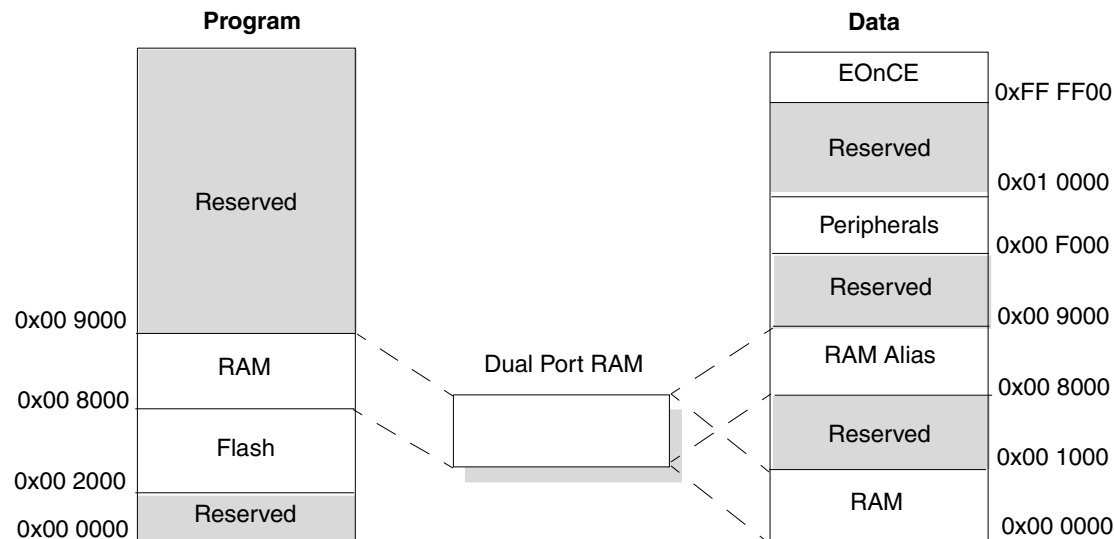 Program
Reserved
0x00 9000
RAM
0x00 8000
Flash
0x00 2000
Reserved
0x00 0000
Dual Port RAM
Data
EOnCE
0xFF FF00
Reserved
0x01 0000
Peripherals
0x00 F000
Reserved
0x00 9000
RAM Alias
0x00 8000
Reserved
0x00 1000
RAM
0x00 0000